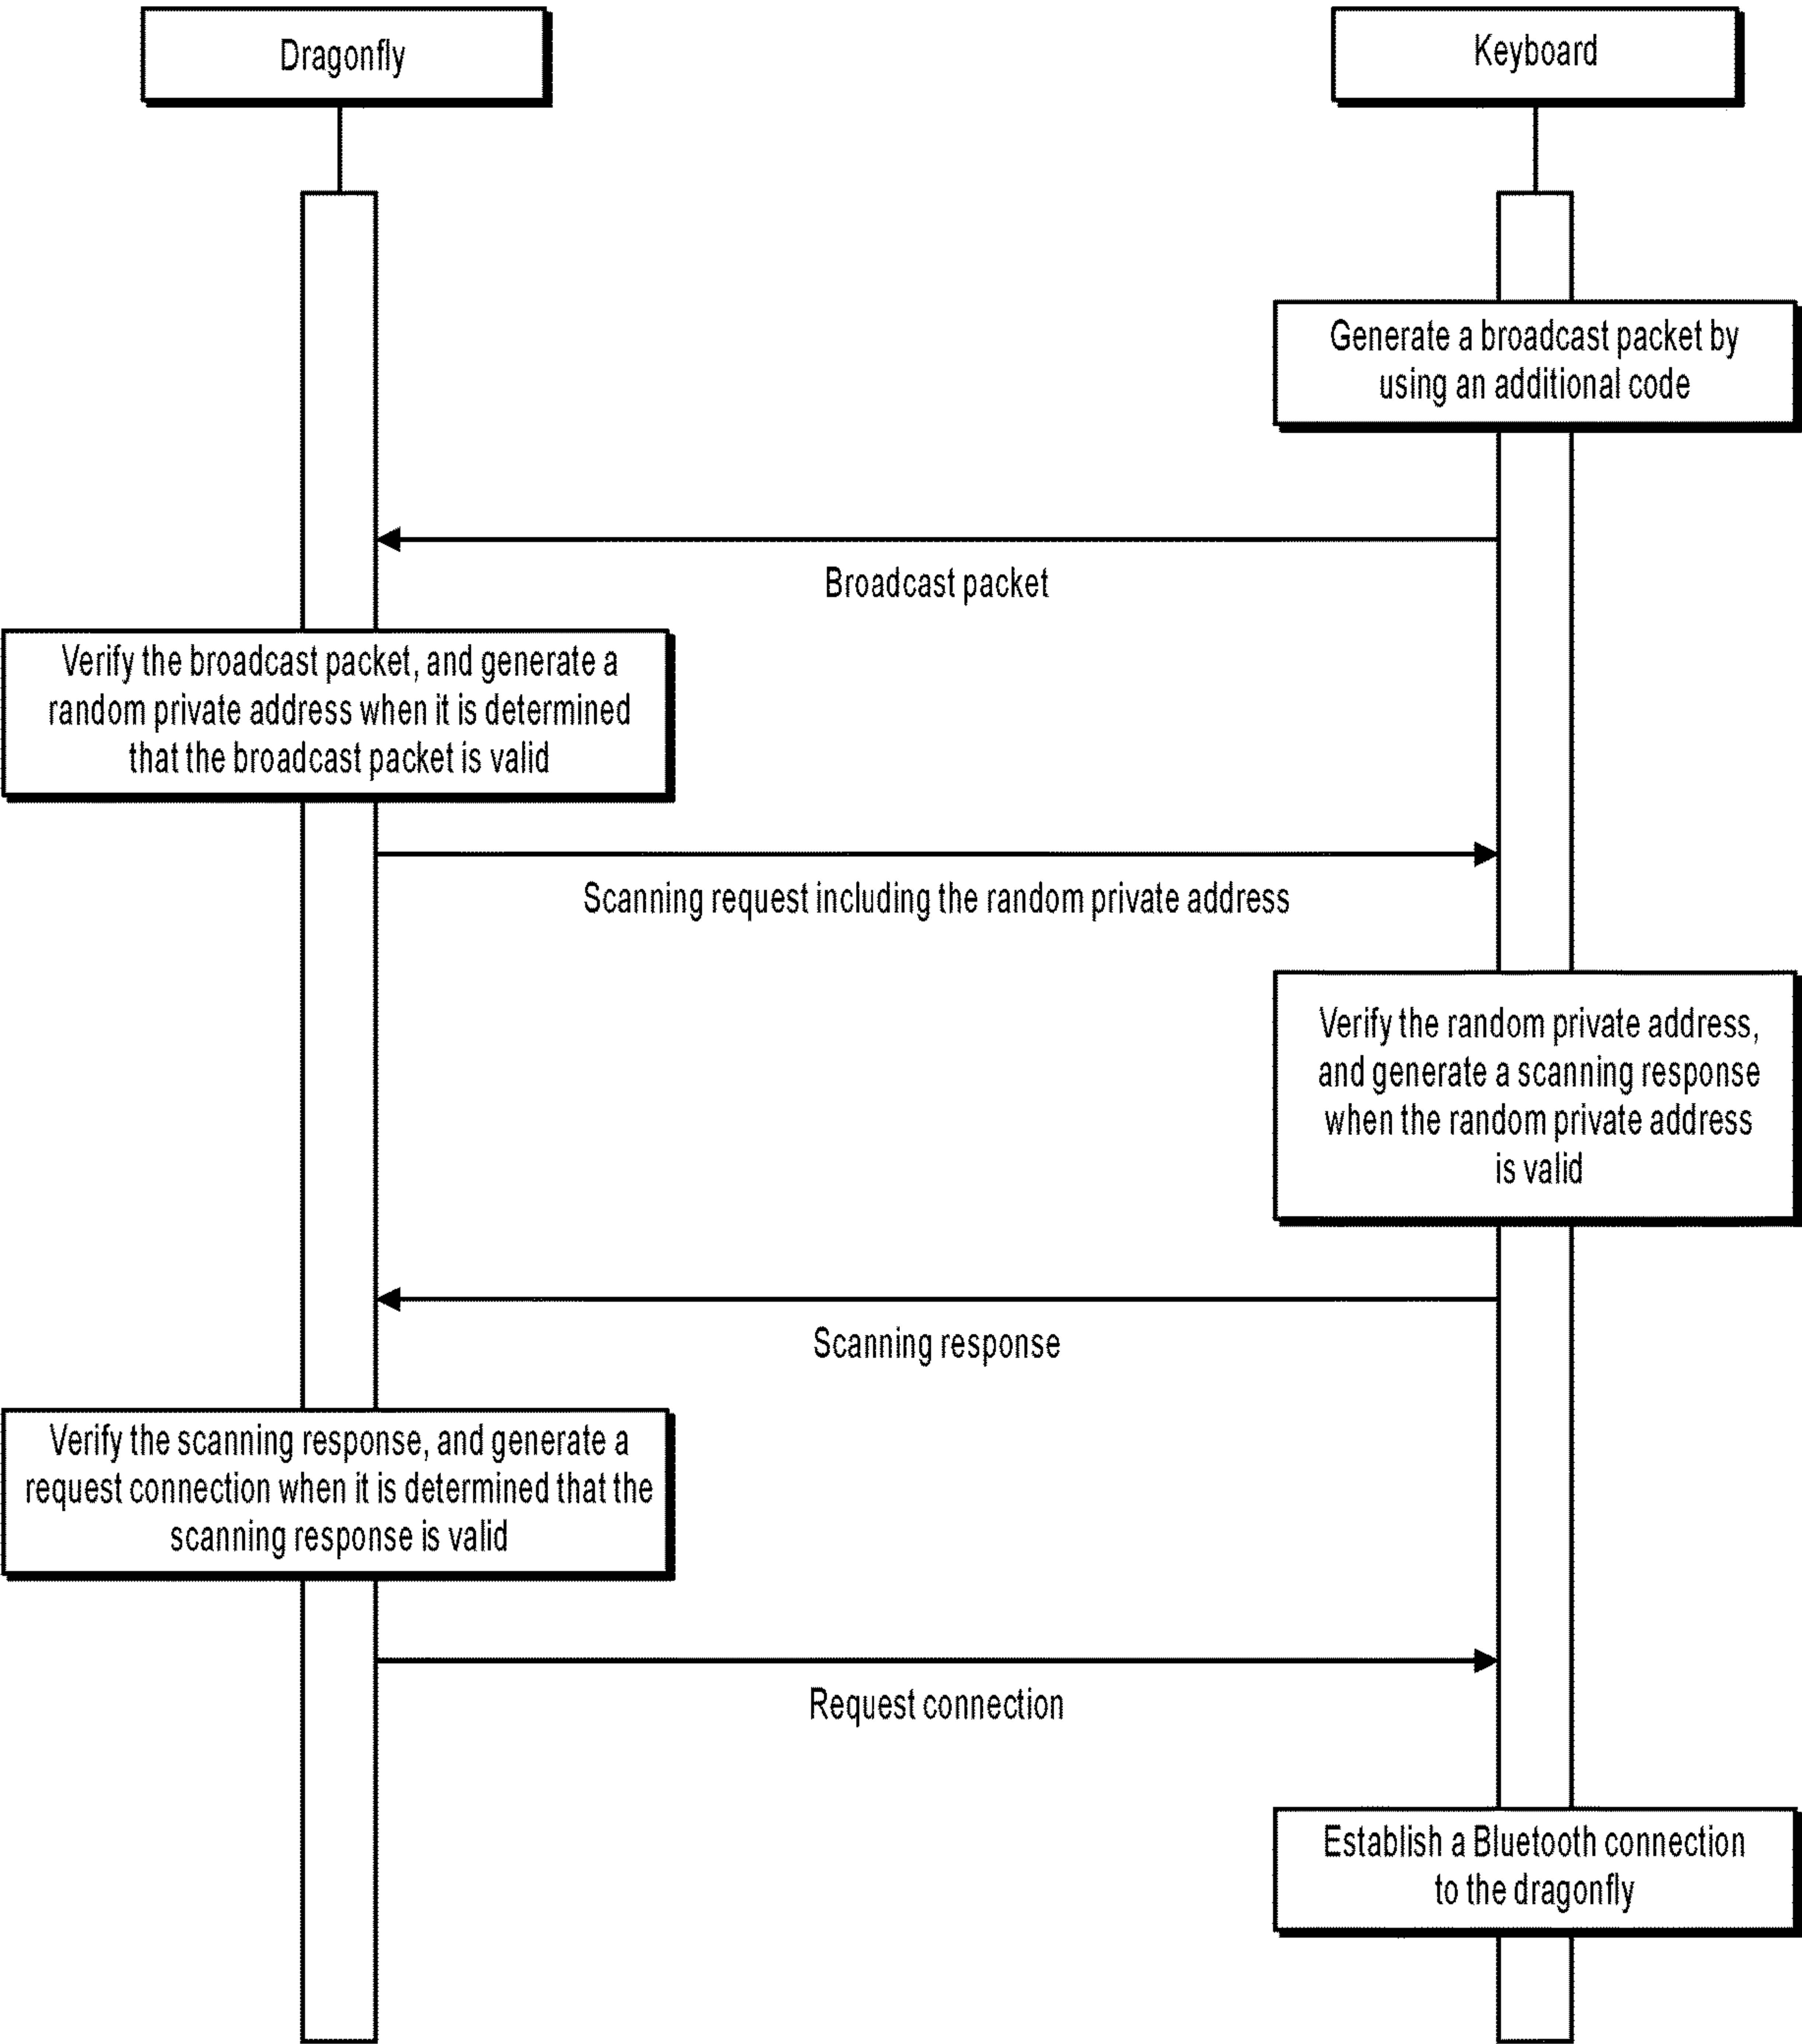 Dragonfly
Keyboard
Generate a broadcast packet by
using an additional code
Broadcast packet
Verify the broadcast packet, and generate a
random private address when it is determined
that the broadcast packet is valid
Scanning request including the random private address
Verify the random private address,
and generate a scanning response
when the random private address
is valid
Scanning response
Verify the scanning response, and generate a
request connection when it is determined that the
scanning response is valid
Request connection
Establish a Bluetooth connection
to the dragonfly